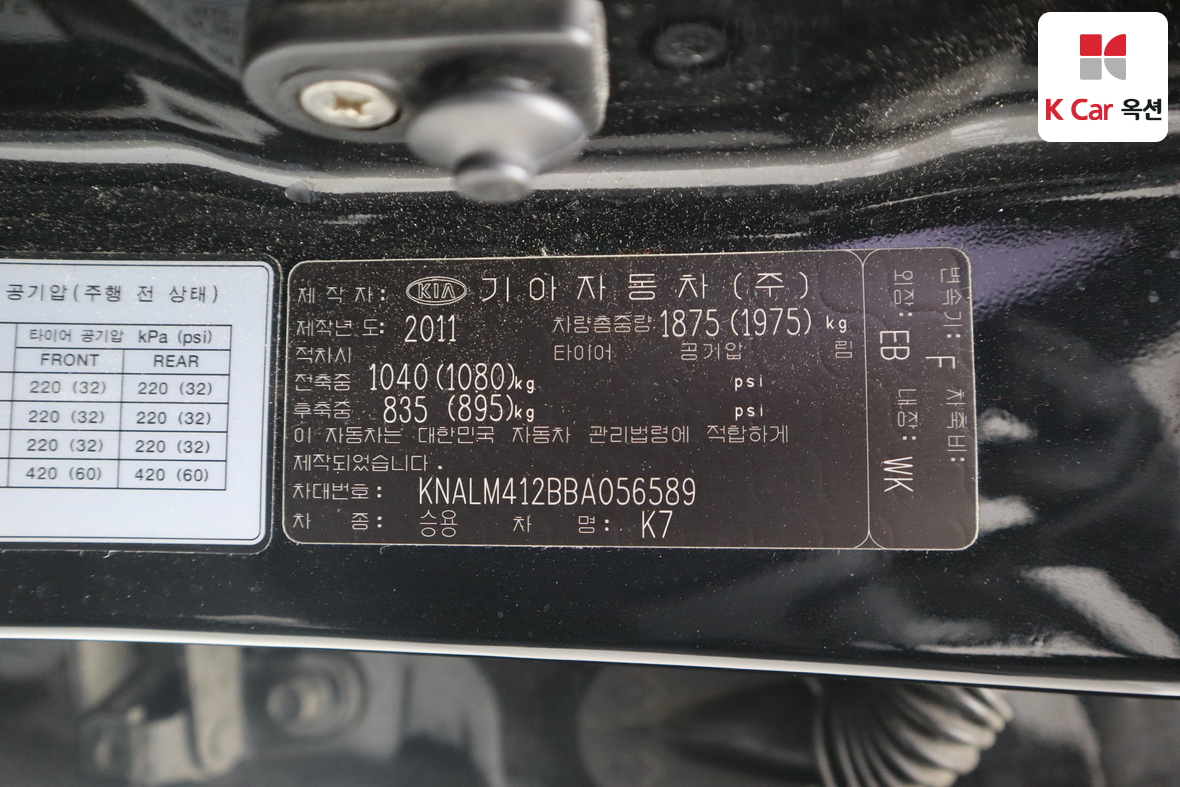 K Car 옥션
공기압(주행 전 상태)
타이어 공기압 kPa (psi)
FRONT REAR
220 (32) 220 (32)
220 (32) 220 (32)
220 (32) 220 (32)
420 (60) 420 (60)
제 작 자: KIA 기아자동차(주)
제작년도: 2011 차량총중량 1875 (1975) kg
적차시 타이어 공기압 림
전축중 1040 (1080)kg psi
후축중 835 (895)kg psi
이 자동차는 대한민국 자동차 관리법령에 적합하게
제작되었습니다.
차대번호: KNALM412BBA056589
차 종: 승용 차 명: K7
변속기: F 차축비:
외장: EB 내장: WK